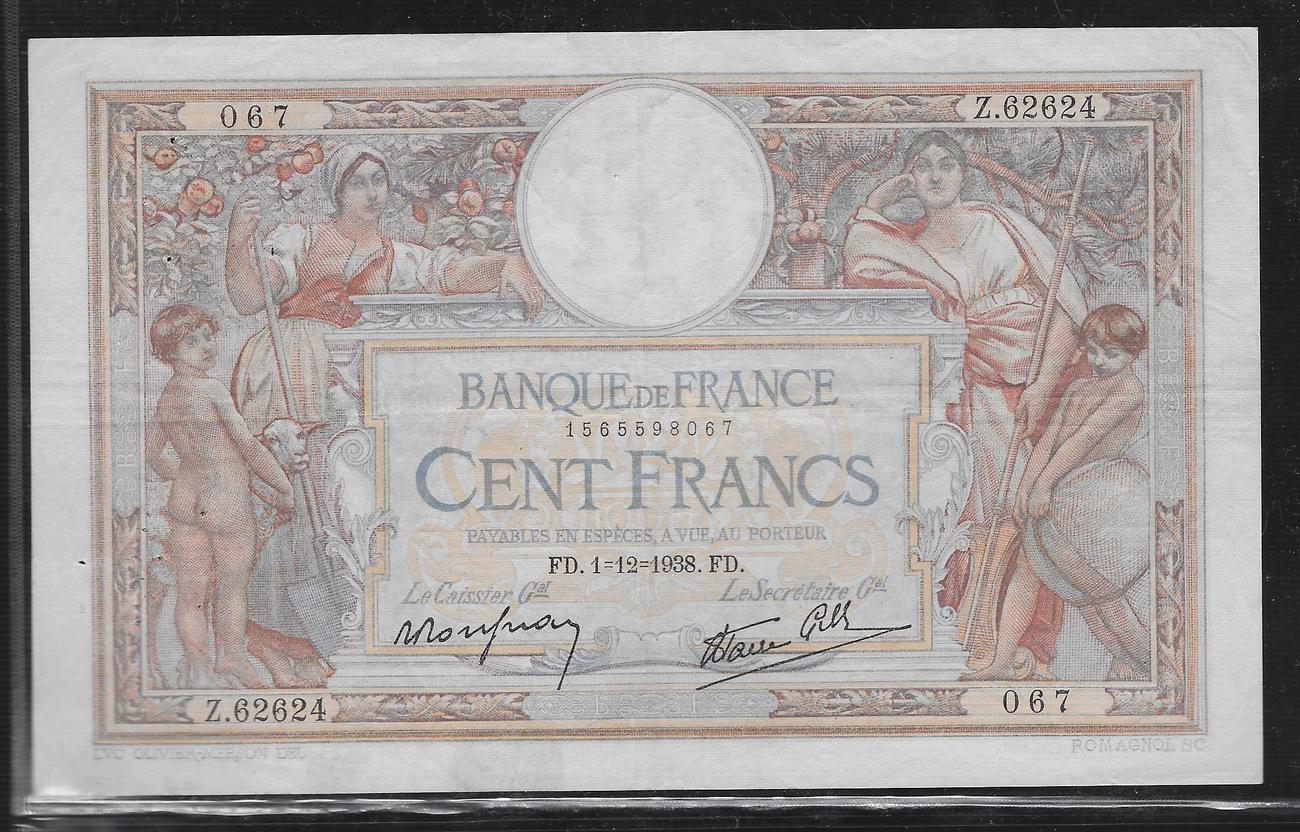 067
Z.62624
BANQUE DE FRANCE
1565598067
CENT FRANCS
PAYABLES EN ESPÈCES, A VUE, AU PORTEUR
FD. 1=12=1938. FD.
Le Caissier Gal
Le Secrétaire Gal
Z.62624
067
LUC OLIVIER-MERSON DEL
ROMAGNOL SC